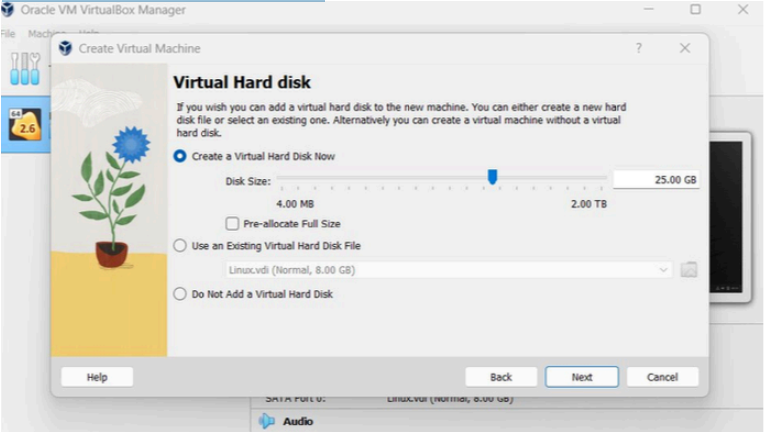 Oracle VM VirtualBox Manager
File Machine Help
Create Virtual Machine
?
64
2.6
Virtual Hard disk
If you wish you can add a virtual hard disk to the new machine. You can either create a new hard
disk file or select an existing one. Alternatively you can create a virtual machine without a virtual
hard disk.
Create a Virtual Hard Disk Now
Disk Size:
25.00 GB
4.00 MB
2.00 TB
Pre-allocate Full Size
Use an Existing Virtual Hard Disk File
Linux.vdi (Normal, 8.00 GB)
Do Not Add a Virtual Hard Disk
Help
Back
Next
Cancel
SATA Port 0:
Linux.vdi (Normal, 8.00 GB)
Audio